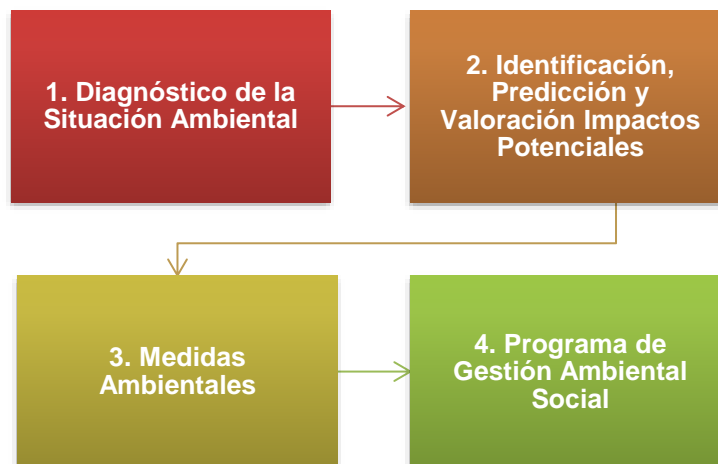 1. Diagnóstico de la
Situación Ambiental
2. Identificación,
Predicción y
Valoración Impactos
Potenciales
3. Medidas
Ambientales
4. Programa de
Gestión Ambiental
Social